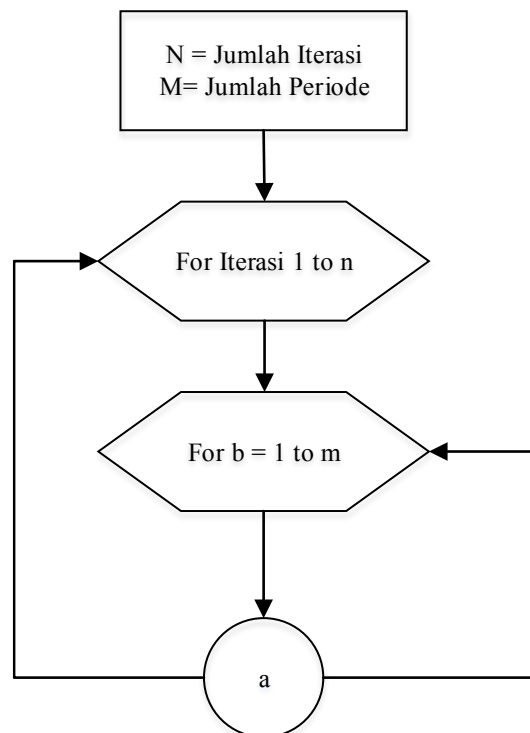 N = Jumlah Iterasi
M= Jumlah Periode
For Iterasi 1 to n
For b = 1 to m
a